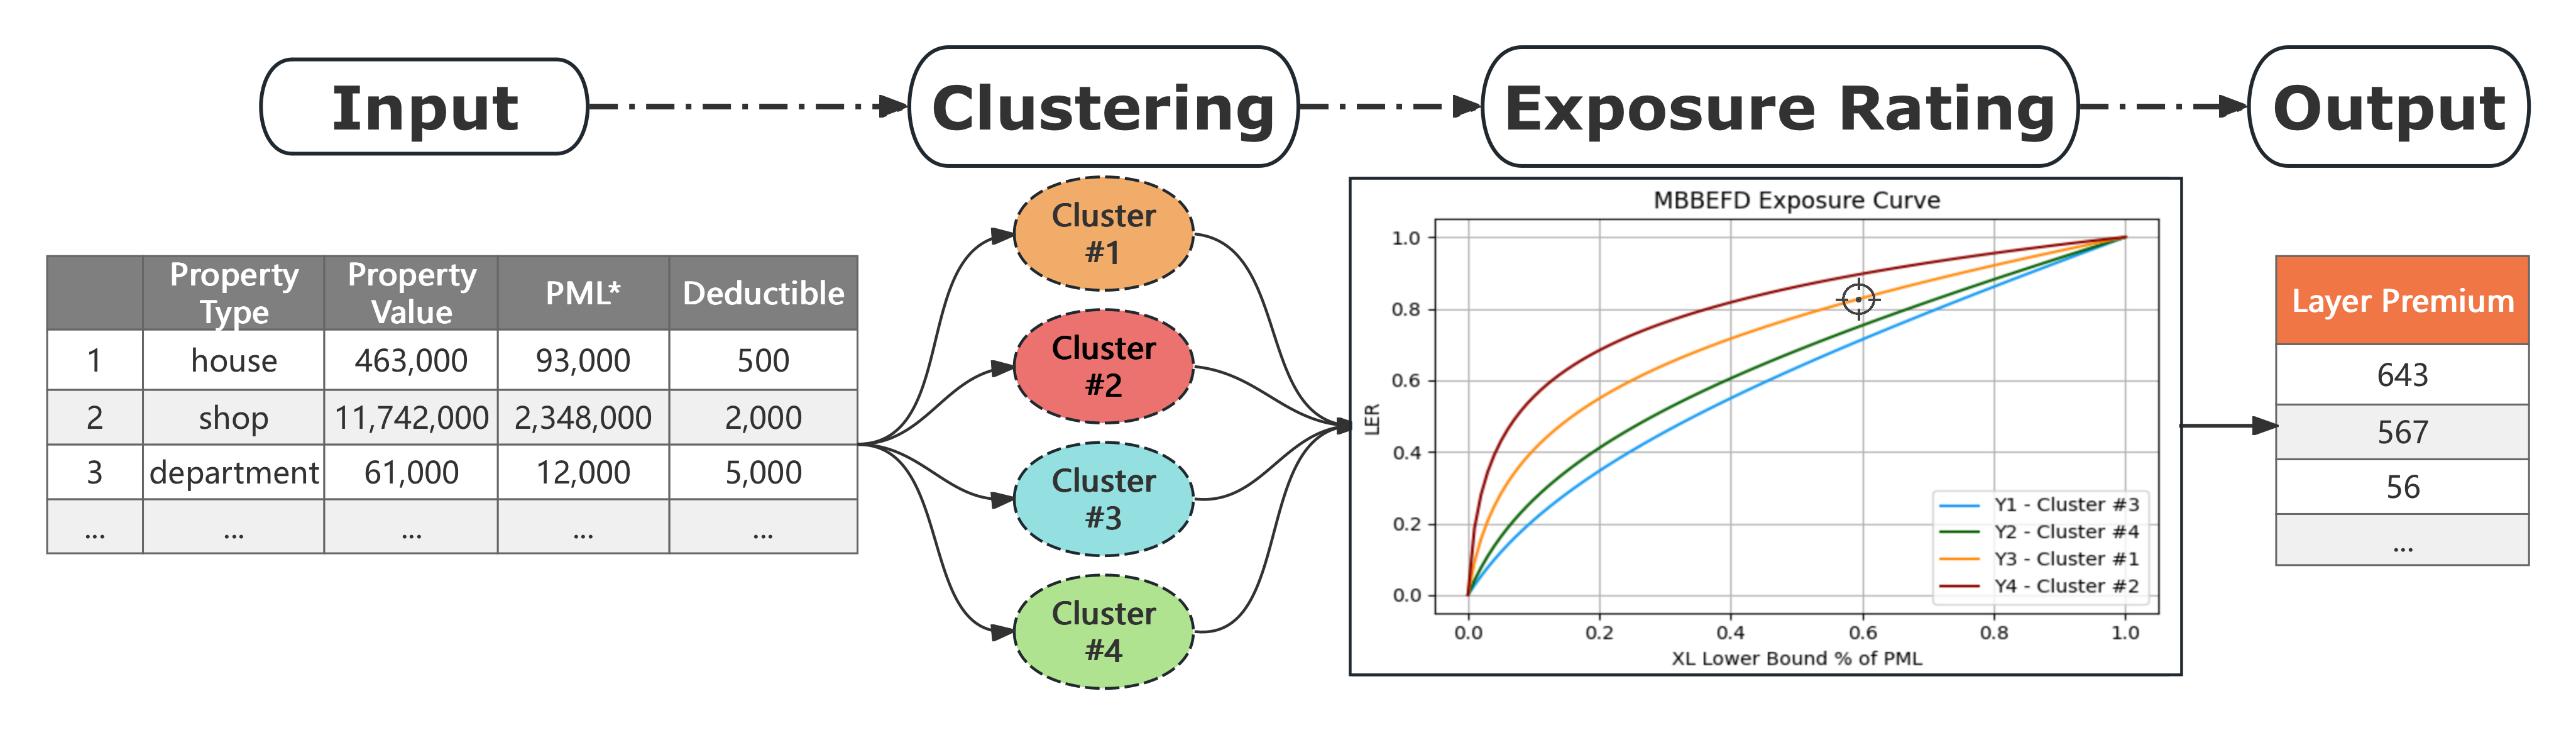 Input
Clustering
Exposure Rating
Output
Property Type
Property Value
PML*
Deductible
1 house 463,000 93,000 500
2 shop 11,742,000 2,348,000 2,000
3 department 61,000 12,000 5,000
... ... ... ... ...
Cluster
#1
Cluster
#2
Cluster
#3
Cluster
#4
MBBEFD Exposure Curve
1.0
0.8
0.6
0.4
0.2
0.0
LER
Y1 - Cluster #3
Y2 - Cluster #4
Y3 - Cluster #1
Y4 - Cluster #2
0.0 0.2 0.4 0.6 0.8 1.0
XL Lower Bound % of PML
Layer Premium
643
567
56
...